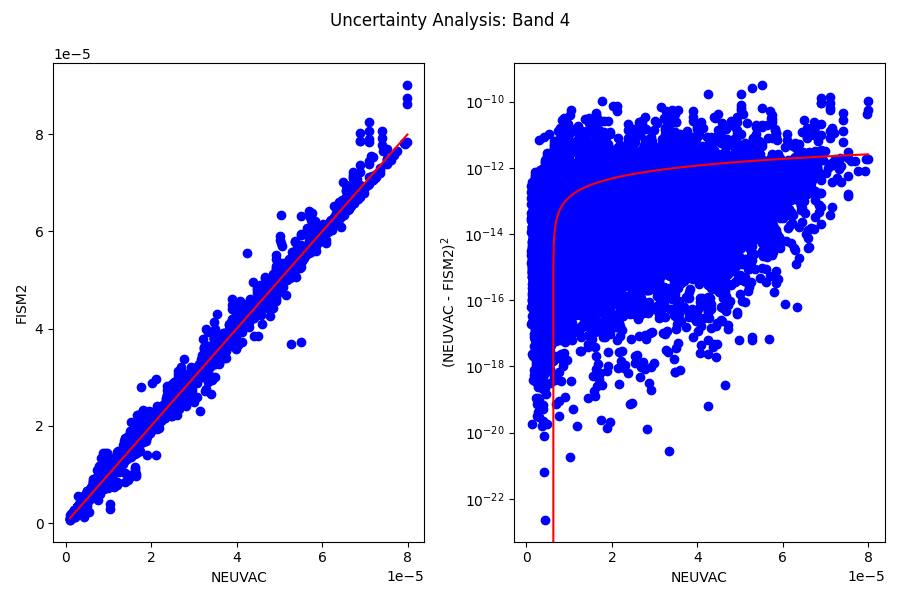 Uncertainty Analysis: Band 4
1e−5
8
6
4
2
0
FISM2
0 2 4 6 8
NEUVAC
1e−5
10⁻¹⁰
10⁻¹²
10⁻¹⁴
10⁻¹⁶
10⁻¹⁸
10⁻²⁰
10⁻²²
(NEUVAC - FISM2)²
0 2 4 6 8
NEUVAC
1e−5